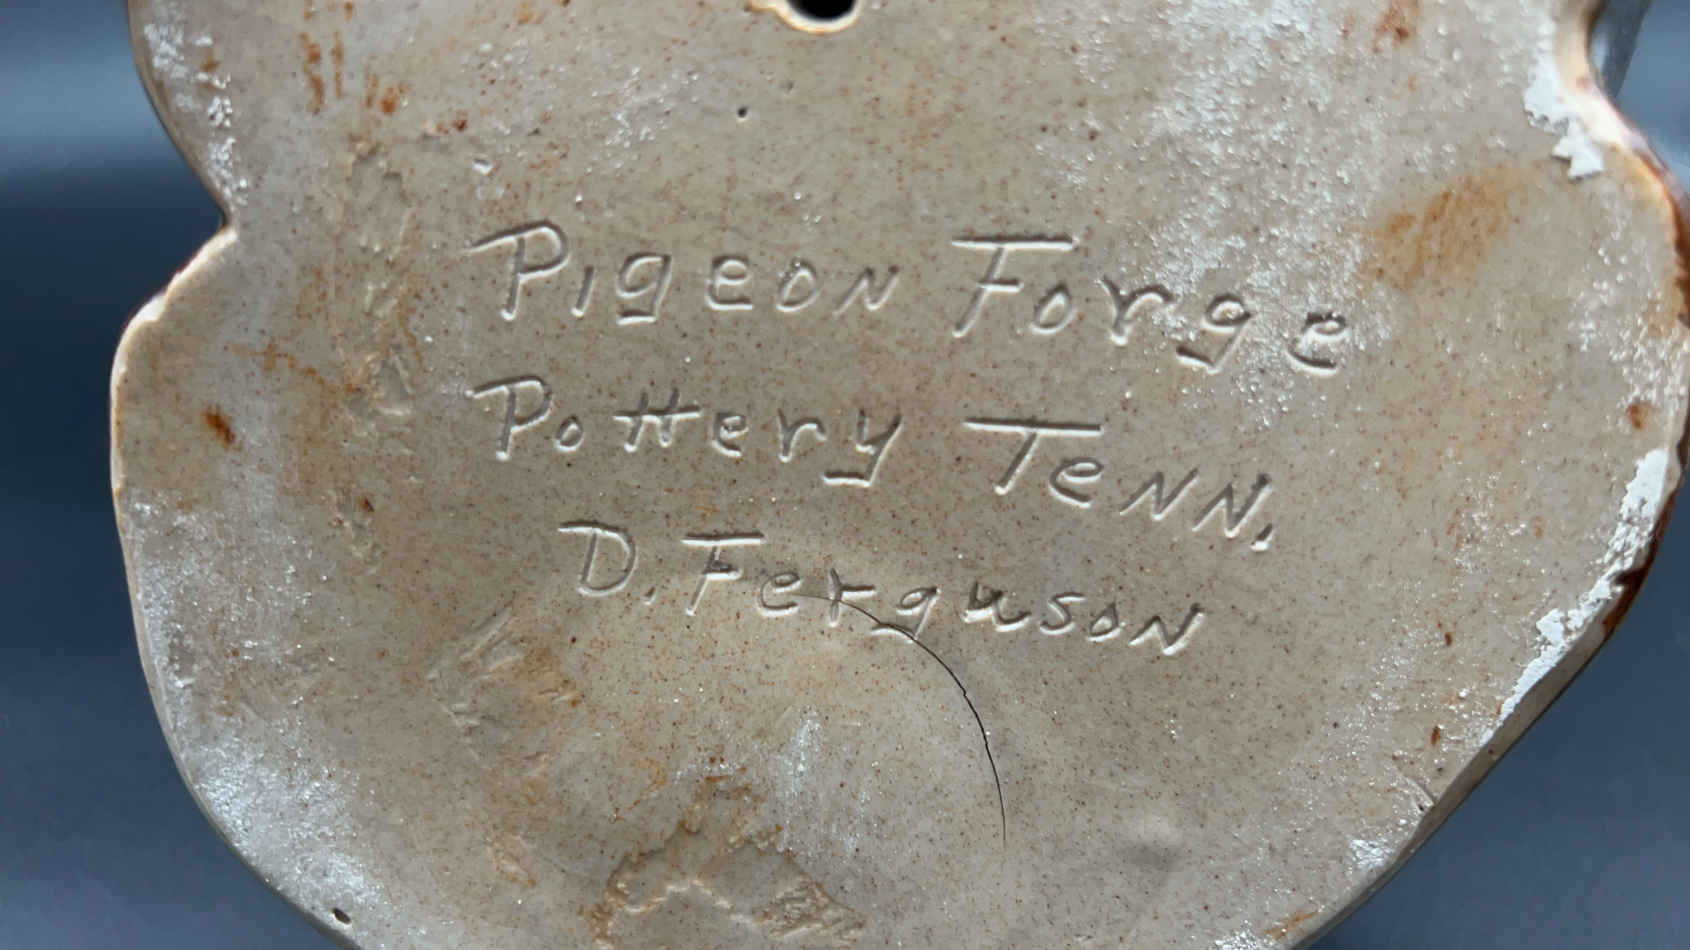 Pigeon Forge
Pottery Tenn.
D. Ferguson